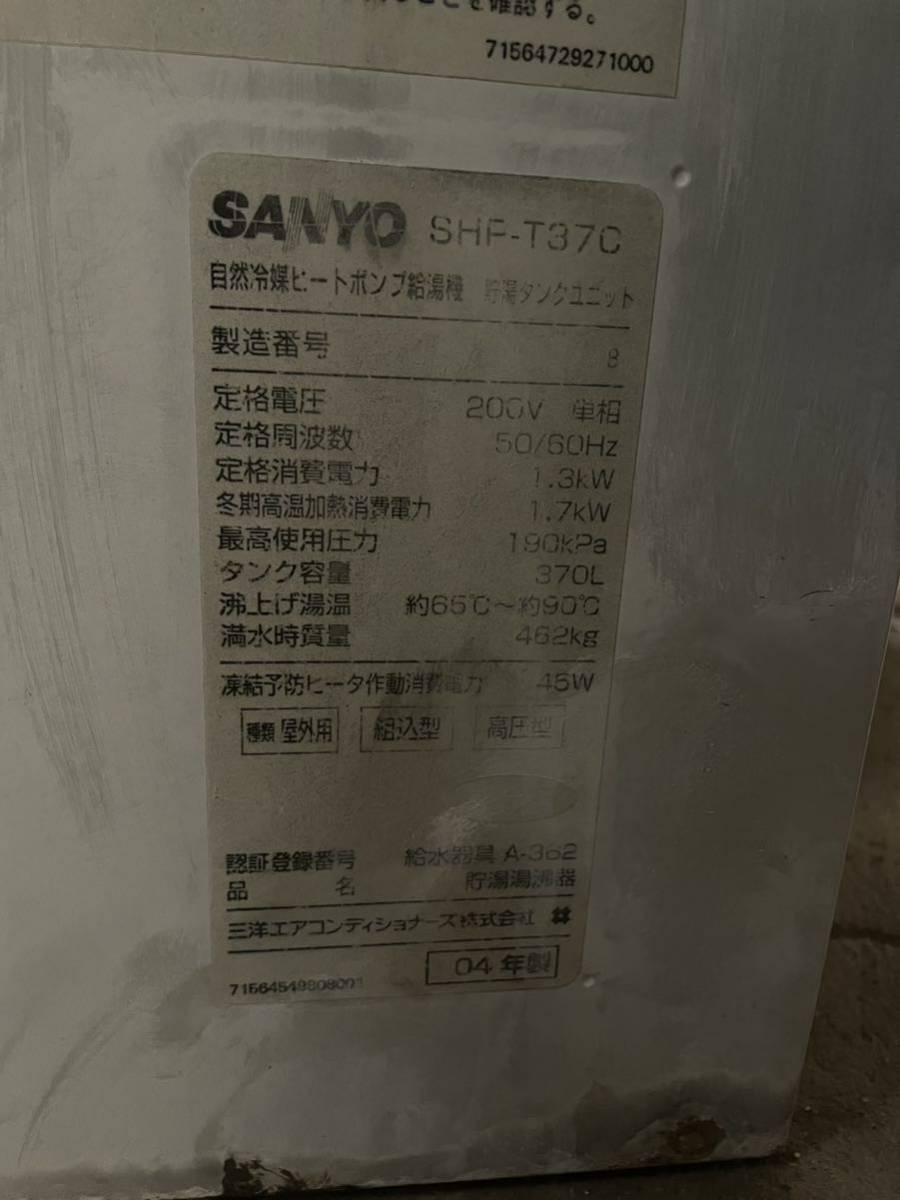 を確認する。
71564729271000
SANYO SHP-T37C
自然冷媒ヒートポンプ給湯機 貯湯タンクユニット
製造番号 8
定格電圧 200V 単相
定格周波数 50/60Hz
定格消費電力 1.3kW
冬期高温加熱消費電力 1.7kW
最高使用圧力 190kPa
タンク容量 370L
沸上げ湯温 約65℃〜約90℃
満水時質量 462kg
凍結予防ヒータ作動消費電力 45W
種類 屋外用 組込型 高圧型
認証登録番号 給水器具 A-362
品名 貯湯湯沸器
三洋エアコンディショナーズ株式会社
04年製